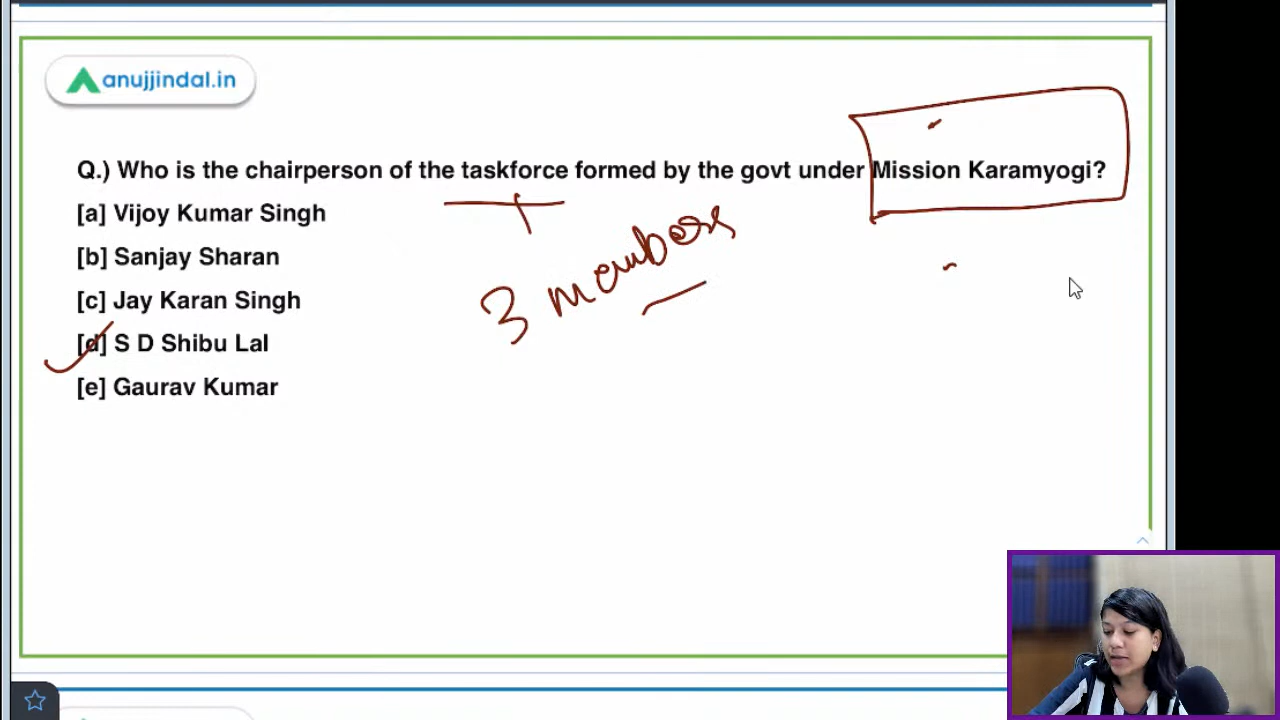 anujjindal.in
Q.) Who is the chairperson of the taskforce formed by the govt under Mission Karamyogi?
[a] Vijoy Kumar Singh
[b] Sanjay Sharan
[c] Jay Karan Singh
[d] S D Shibu Lal
[e] Gaurav Kumar
3 members